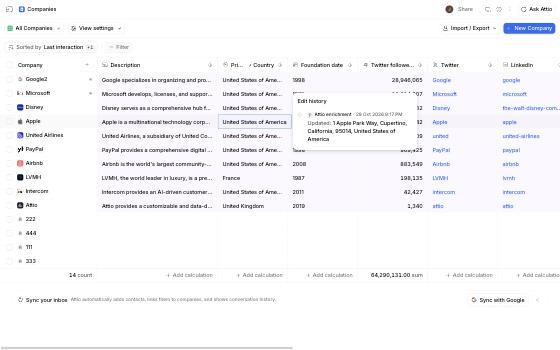 Companies
Share
Ask Attio
All Companies
View settings
Import / Export
New Company
Sorted by Last interaction +1
Filter
Company
Description
Pri... › Country
Foundation date
Twitter followe...
Twitter
LinkedIn
Google2
Google specializes in organizing and pro...
United States of Ame...
1998
28,946,065
Google
google
Microsoft
Microsoft develops, licenses, and suppor...
United States of Ame...
microsoft
microsoft
Disney
Disney serves as a comprehensive hub f...
United States of Ame...
Disney
the-walt-disney-com...
Apple
Apple is a multinational technology corp...
United States of America
Apple
apple
United Airlines
United Airlines, a subsidiary of United Co...
United States of Ame...
united
united-airlines
PayPal
PayPal provides a comprehensive digital ...
United States of Ame...
PayPal
paypal
Airbnb
Airbnb is the world's largest community-...
United States of Ame...
2008
883,549
Airbnb
airbnb
LVMH
LVMH, the world leader in luxury, is a pre...
France
1987
198,135
LVMH
lvmh
Intercom
Intercom provides an AI-driven customer...
United States of Ame...
2011
42,427
intercom
intercom
Attio
Attio provides a customizable and data-d...
United Kingdom
2019
1,340
attio
attio
222
444
111
333
Edit history
Attio enrichment · 28 Oct 2024 8:17 PM
Updated: 1 Apple Park Way, Cupertino,
California, 95014, United States of
America
14 count
+ Add calculation
+ Add calculation
+ Add calculation
64,290,131.00 sum
+ Add calculation
+ Add calculation
Sync your inbox
Attio automatically adds contacts, links them to companies, and shows conversation history.
Sync with Google